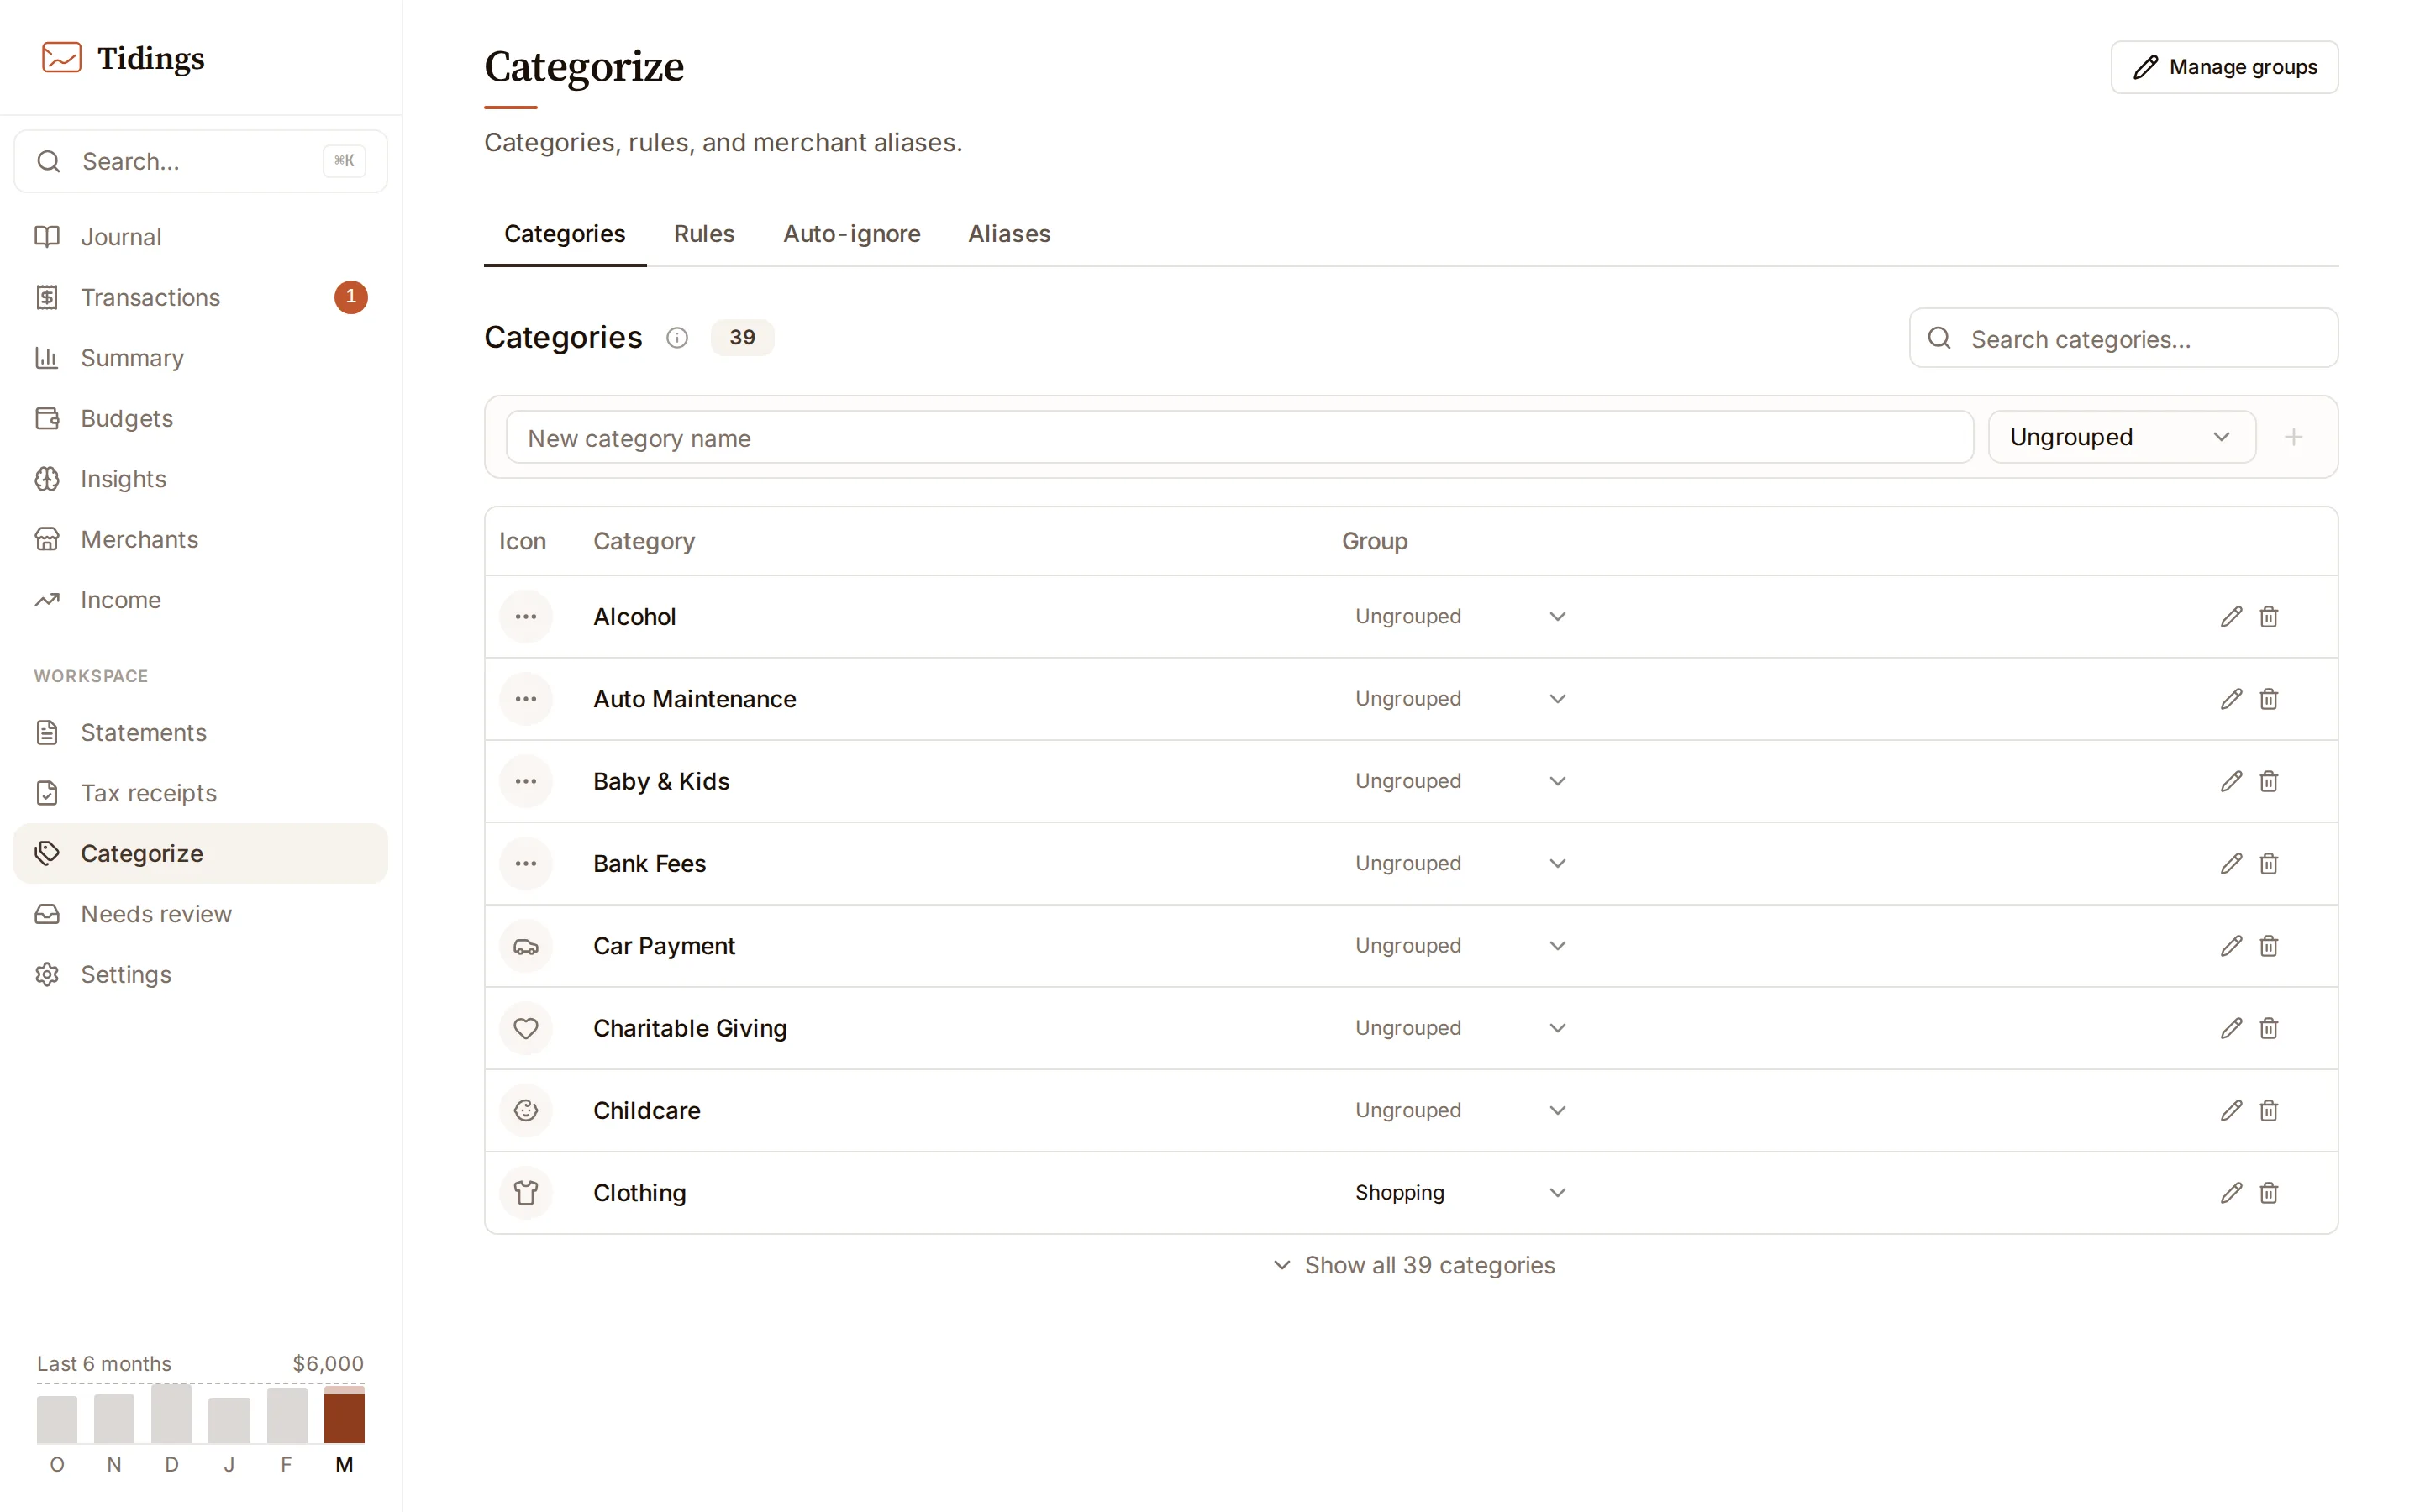 Tidings
Search...
⌘K
Journal
Transactions
1
Summary
Budgets
Insights
Merchants
Income
WORKSPACE
Statements
Tax receipts
Categorize
Needs review
Settings
Last 6 months
$6,000
O N D J F M
Categorize
Manage groups
Categories, rules, and merchant aliases.
Categories Rules Auto-ignore Aliases
Categories
39
Search categories...
New category name
Ungrouped
Icon Category Group
Alcohol Ungrouped
Auto Maintenance Ungrouped
Baby & Kids Ungrouped
Bank Fees Ungrouped
Car Payment Ungrouped
Charitable Giving Ungrouped
Childcare Ungrouped
Clothing Shopping
Show all 39 categories